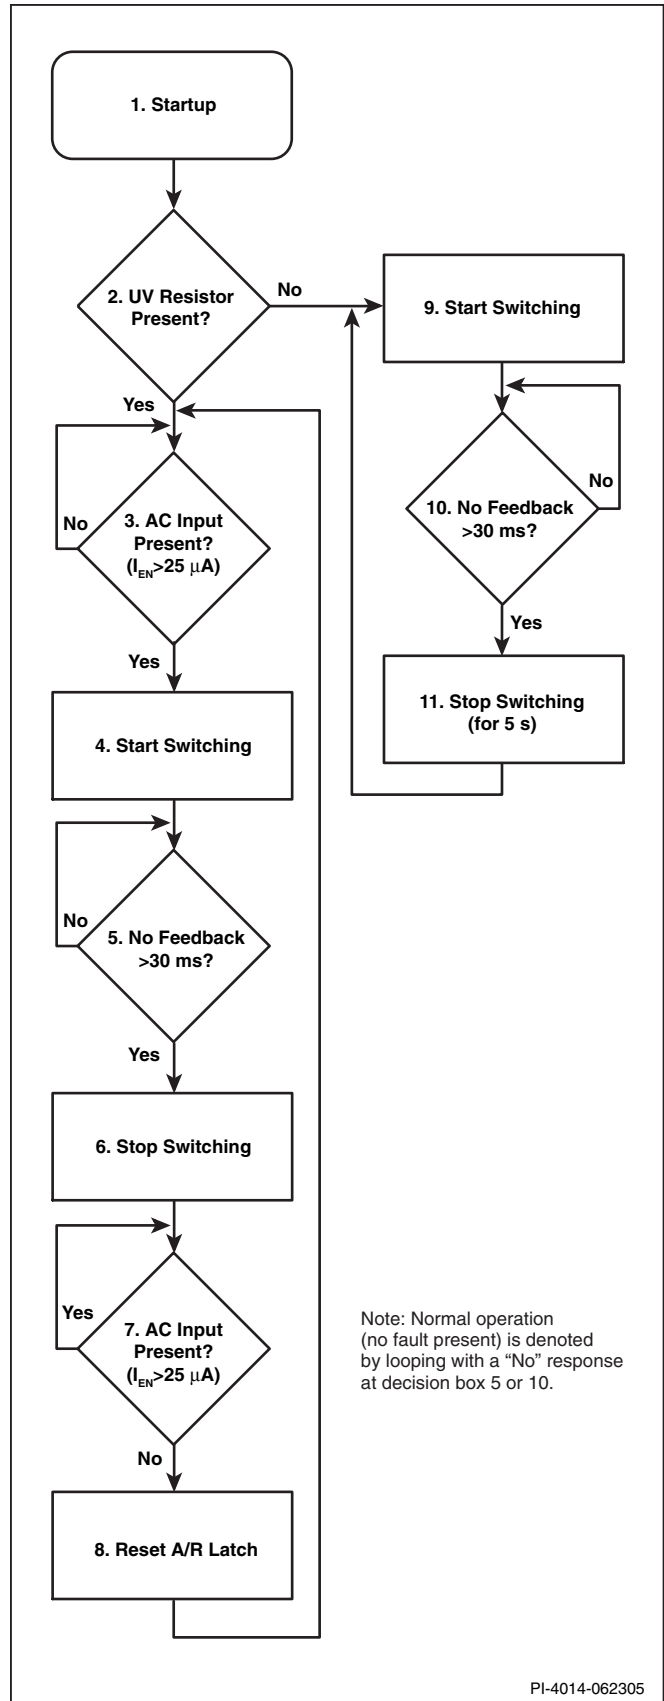 1. Startup
2. UV Resistor
Present?
No
Yes
3. AC Input
Present?
(I_EN>25 μA)
No
Yes
4. Start Switching
No
5. No Feedback
>30 ms?
Yes
6. Stop Switching
Yes
7. AC Input
Present?
(I_EN>25 μA)
No
8. Reset A/R Latch
9. Start Switching
10. No Feedback
>30 ms?
No
Yes
11. Stop Switching
(for 5 s)
Note: Normal operation
(no fault present) is denoted
by looping with a “No” response
at decision box 5 or 10.
PI-4014-062305